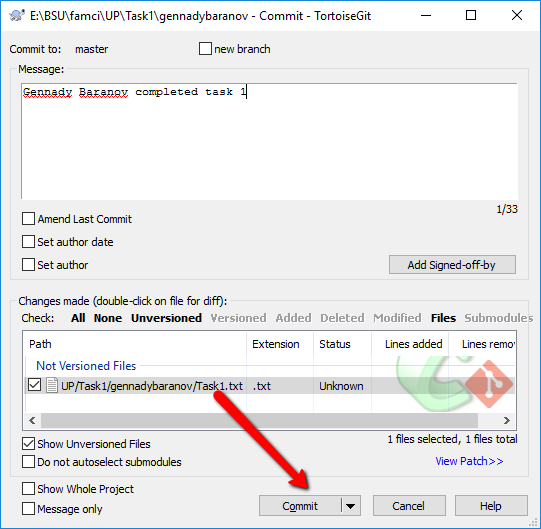 E:\BSU\famci\UP\Task1\gennadybaranov - Commit - TortoiseGit
Commit to: master new branch
Message:
Gennady Baranov completed task 1
1/33
Amend Last Commit
Set author date
Set author
Add Signed-off-by
Changes made (double-click on file for diff):
Check: All None Unversioned Versioned Added Deleted Modified Files Submodules
Path Extension Status Lines added Lines remov
Not Versioned Files
UP/Task1/gennadybaranov/Task1.txt .txt Unknown
Show Unversioned Files
1 files selected, 1 files total
Do not autoselect submodules
View Patch>>
Show Whole Project
Message only
Commit
Cancel
Help